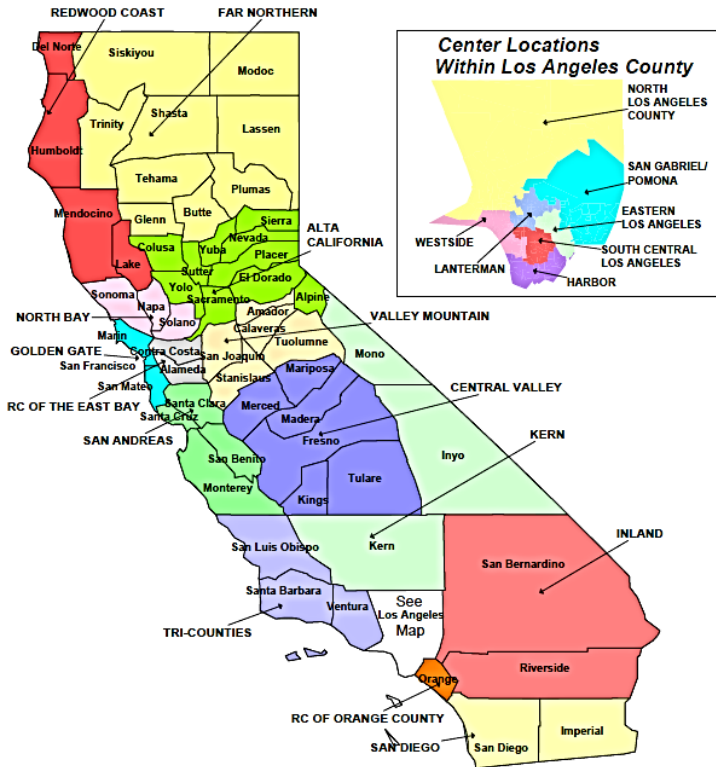 REDWOOD COAST
FAR NORTHERN
Del Norte
Siskiyou
Modoc
Trinity
Shasta
Lassen
Humboldt
Tehama
Plumas
Mendocino
Glenn
Butte
Sierra
Colusa
Nevada
Yuba
Placer
Lake
Sutter
Yolo
El Dorado
Sacramento
Sonoma
Napa
Alpine
Amador
Solano
ALTA
CALIFORNIA
NORTH BAY
Calaveras
VALLEY MOUNTAIN
Marin
Tuolumne
GOLDEN GATE
Contra Costa
San Joaquin
Mono
San Francisco
Alameda
Mariposa
Stanislaus
San Mateo
RC OF THE EAST BAY
Santa Clara
Merced
CENTRAL VALLEY
Santa Cruz
Madera
SAN ANDREAS
Fresno
KERN
San Benito
Inyo
Monterey
Tulare
Kings
INLAND
San Luis Obispo
Kern
San Bernardino
Santa Barbara
Ventura
See
Los Angeles
Map
TRI-COUNTIES
Riverside
Orange
RC OF ORANGE COUNTY
Imperial
SAN DIEGO
San Diego
Center Locations
Within Los Angeles County
NORTH
LOS ANGELES
COUNTY
SAN GABRIEL/
POMONA
EASTERN
LOS ANGELES
WESTSIDE
SOUTH CENTRAL
LOS ANGELES
LANTERMAN
HARBOR